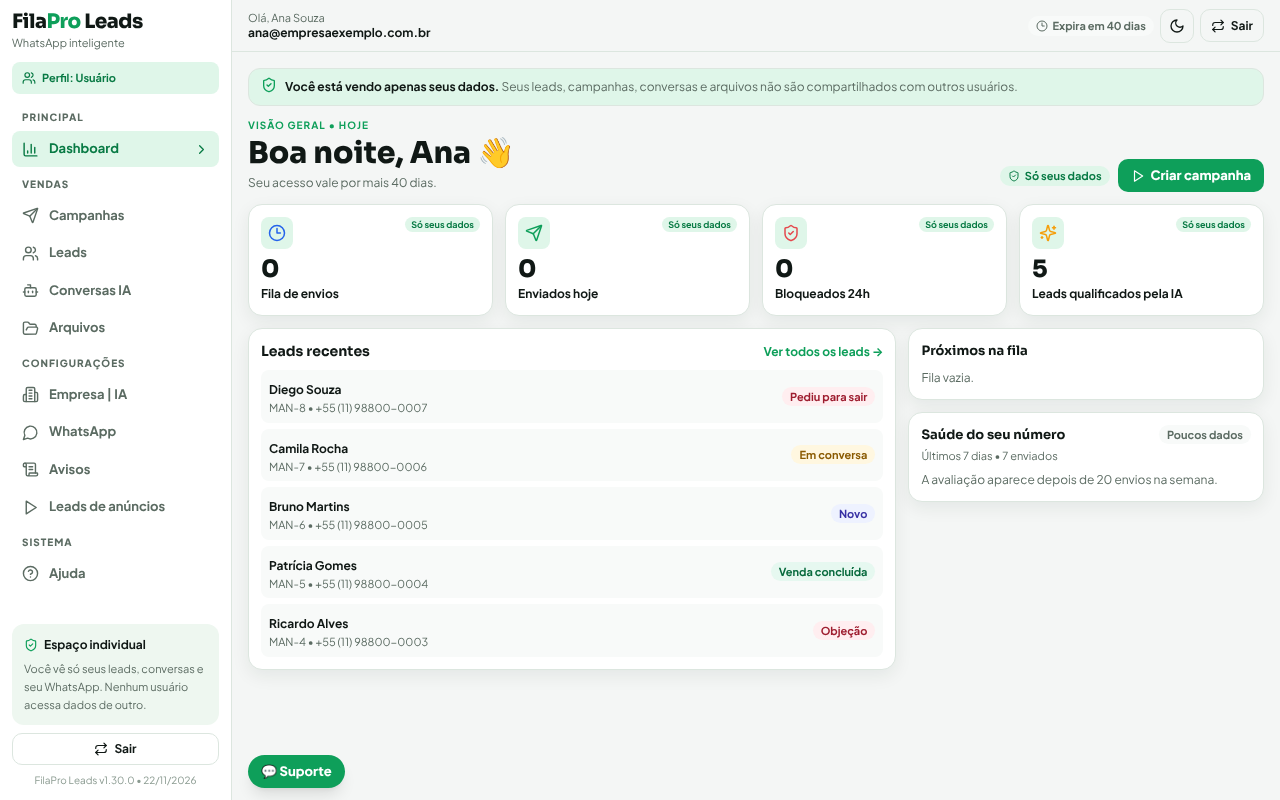 FilaPro Leads
WhatsApp inteligente
Perfil: Usuário
PRINCIPAL
Dashboard
VENDAS
Campanhas
Leads
Conversas IA
Arquivos
CONFIGURAÇÕES
Empresa | IA
WhatsApp
Avisos
Leads de anúncios
SISTEMA
Ajuda
Espaço individual
Você vê só seus leads, conversas e
seu WhatsApp. Nenhum usuário
acessa dados de outro.
Sair
FilaPro Leads v1.30.0 • 22/11/2026
Olá, Ana Souza
ana@empresaexemplo.com.br
Expira em 40 dias
Sair
Você está vendo apenas seus dados. Seus leads, campanhas, conversas e arquivos não são compartilhados com outros usuários.
VISÃO GERAL • HOJE
Boa noite, Ana 👋
Seu acesso vale por mais 40 dias.
Só seus dados
Criar campanha
Só seus dados
0
Fila de envios
Só seus dados
0
Enviados hoje
Só seus dados
0
Bloqueados 24h
Só seus dados
5
Leads qualificados pela IA
Leads recentes
Ver todos os leads →
Diego Souza
MAN-8 • +55 (11) 98800-0007
Pediu para sair
Camila Rocha
MAN-7 • +55 (11) 98800-0006
Em conversa
Bruno Martins
MAN-6 • +55 (11) 98800-0005
Novo
Patrícia Gomes
MAN-5 • +55 (11) 98800-0004
Venda concluída
Ricardo Alves
MAN-4 • +55 (11) 98800-0003
Objeção
Próximos na fila
Fila vazia.
Saúde do seu número
Poucos dados
Últimos 7 dias • 7 enviados
A avaliação aparece depois de 20 envios na semana.
💬 Suporte